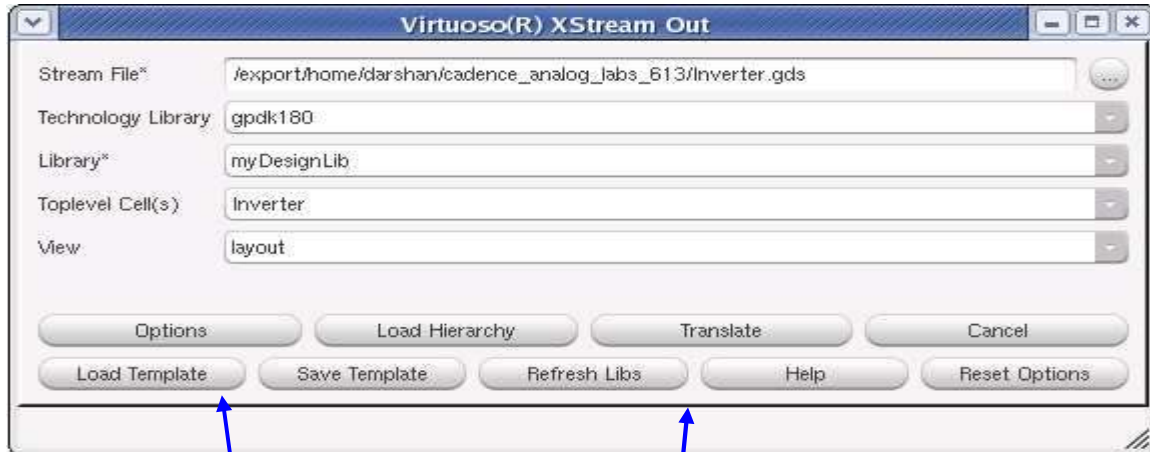 Virtuoso(R) XStream Out
Stream File* /export/home/darshan/cadence_analog_labs_613/Inverter.gds ...
Technology Library gpdk180
Library* myDesignLib
Toplevel Cell(s) Inverter
View layout
Options Load Hierarchy Translate Cancel
Load Template Save Template Refresh Libs Help Reset Options